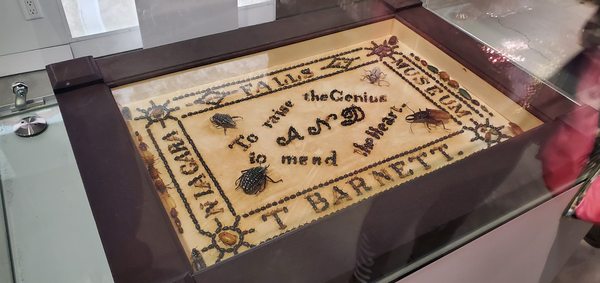 NIAGARA
FALLS
MUSEUM
To raise the Genius
AND
to mend the Heart
T BARNETT.